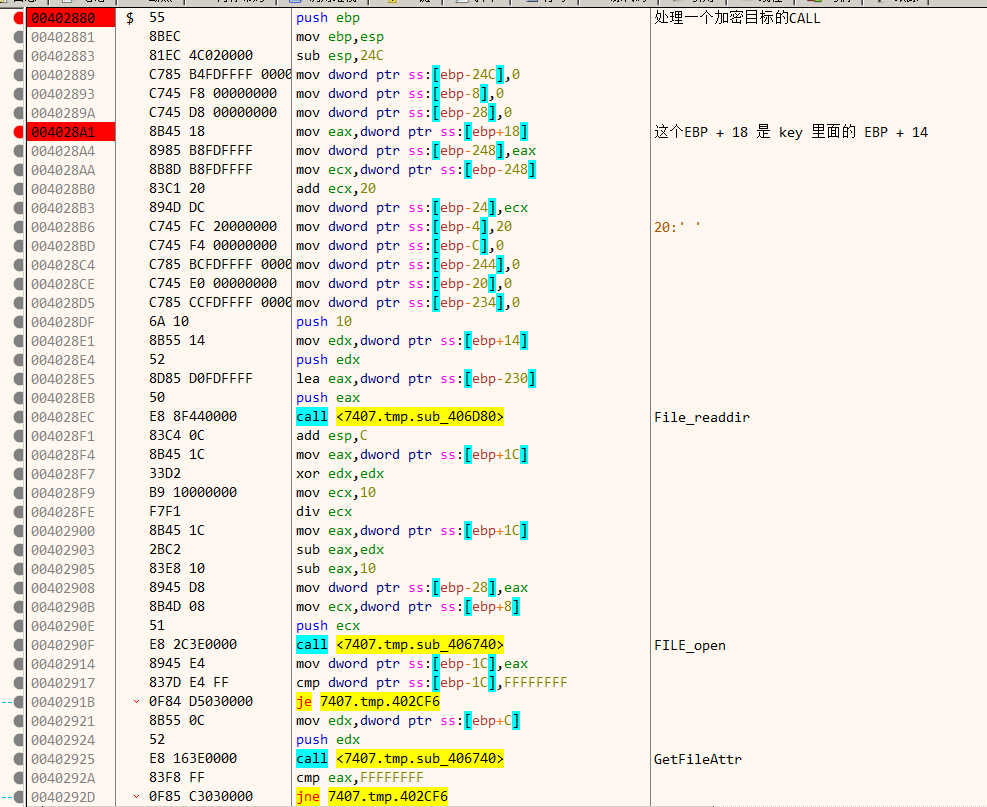 00402880 $ 55 push ebp 处理一个加密目标的CALL
00402881 8BEC mov ebp,esp
00402883 81EC 4C020000 sub esp,24C
00402889 C785 B4FDFFFF 0000 mov dword ptr ss:[ebp-24C],0
00402893 C745 F8 00000000 mov dword ptr ss:[ebp-8],0
0040289A C745 D8 00000000 mov dword ptr ss:[ebp-28],0
004028A1 8B45 18 mov eax,dword ptr ss:[ebp+18] 这个EBP + 18 是 key 里面的 EBP + 14
004028A4 8985 B8FDFFFF mov dword ptr ss:[ebp-248],eax
004028AA 8B8D B8FDFFFF mov ecx,dword ptr ss:[ebp-248]
004028B0 83C1 20 add ecx,20
004028B3 894D DC mov dword ptr ss:[ebp-24],ecx
004028B6 C745 FC 20000000 mov dword ptr ss:[ebp-4],20 20:' '
004028BD C745 F4 00000000 mov dword ptr ss:[ebp-C],0
004028C4 C785 BCFDFFFF 0000 mov dword ptr ss:[ebp-244],0
004028CE C745 E0 00000000 mov dword ptr ss:[ebp-20],0
004028D5 C785 CCFDFFFF 0000 mov dword ptr ss:[ebp-234],0
004028DF 6A 10 push 10
004028E1 8B55 14 mov edx,dword ptr ss:[ebp+14]
004028E4 52 push edx
004028E5 8D85 D0FDFFFF lea eax,dword ptr ss:[ebp-230]
004028EB 50 push eax
004028EC E8 8F440000 call <7407.tmp.sub_406D80> File_readdir
004028F1 83C4 0C add esp,C
004028F4 8B45 1C mov eax,dword ptr ss:[ebp+1C]
004028F7 33D2 xor edx,edx
004028F9 B9 10000000 mov ecx,10
004028FE F7F1 div ecx
00402900 8B45 1C mov eax,dword ptr ss:[ebp+1C]
00402903 2BC2 sub eax,edx
00402905 83E8 10 sub eax,10
00402908 8945 D8 mov dword ptr ss:[ebp-28],eax
0040290B 8B4D 08 mov ecx,dword ptr ss:[ebp+8]
0040290E 51 push ecx
0040290F E8 2C3E0000 call <7407.tmp.sub_406740> FILE_open
00402914 8945 E4 mov dword ptr ss:[ebp-1C],eax
00402917 837D E4 FF cmp dword ptr ss:[ebp-1C],FFFFFFFF
0040291B 0F84 D5030000 je 7407.tmp.402CF6
00402921 8B55 0C mov edx,dword ptr ss:[ebp+C]
00402924 52 push edx
00402925 E8 163E0000 call <7407.tmp.sub_406740> GetFileAttr
0040292A 83F8 FF cmp eax,FFFFFFFF
0040292D 0F85 C3030000 jne 7407.tmp.402CF6